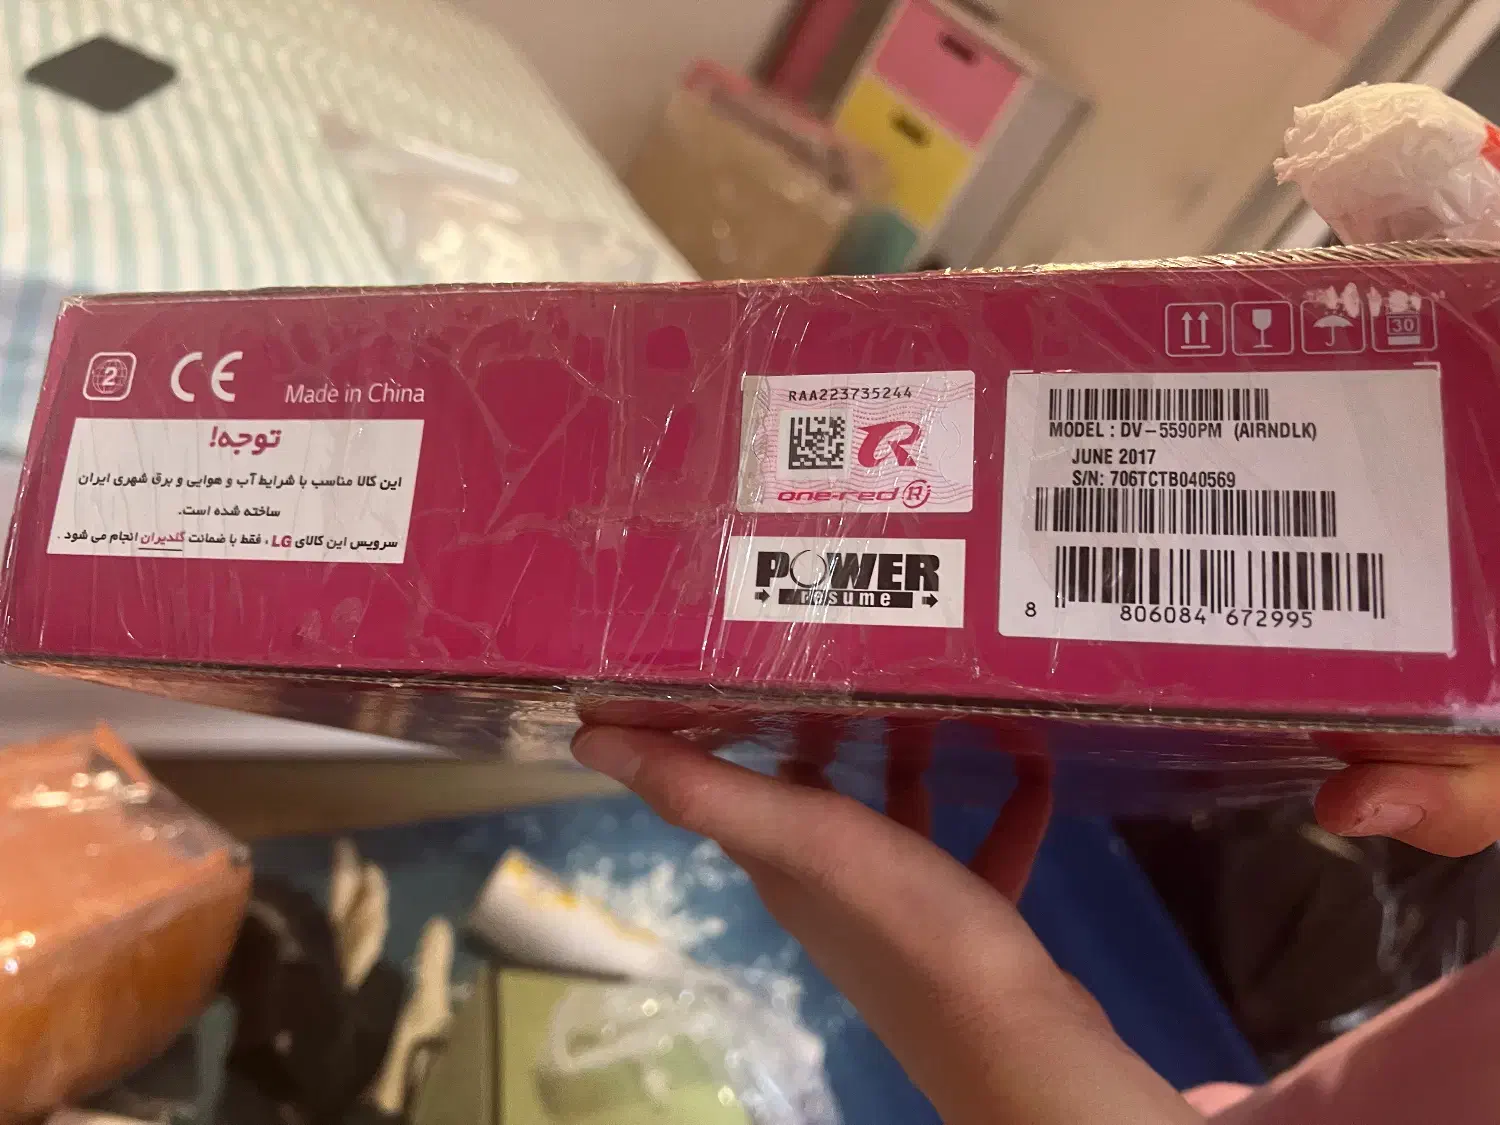 2
CE
Made in China
توجه!
این کالا مناسب با شرایط آب و هوایی و برق شهری ایران
ساخته شده است.
سرویس این کالای LG ، فقط با ضمانت گلدیران انجام می شود .
RAA223735244
one-red R
POWER
resume
30
MODEL : DV-5590PM (AIRNDLK)
JUNE 2017
S/N: 706TCTB040569
8 806084 672995